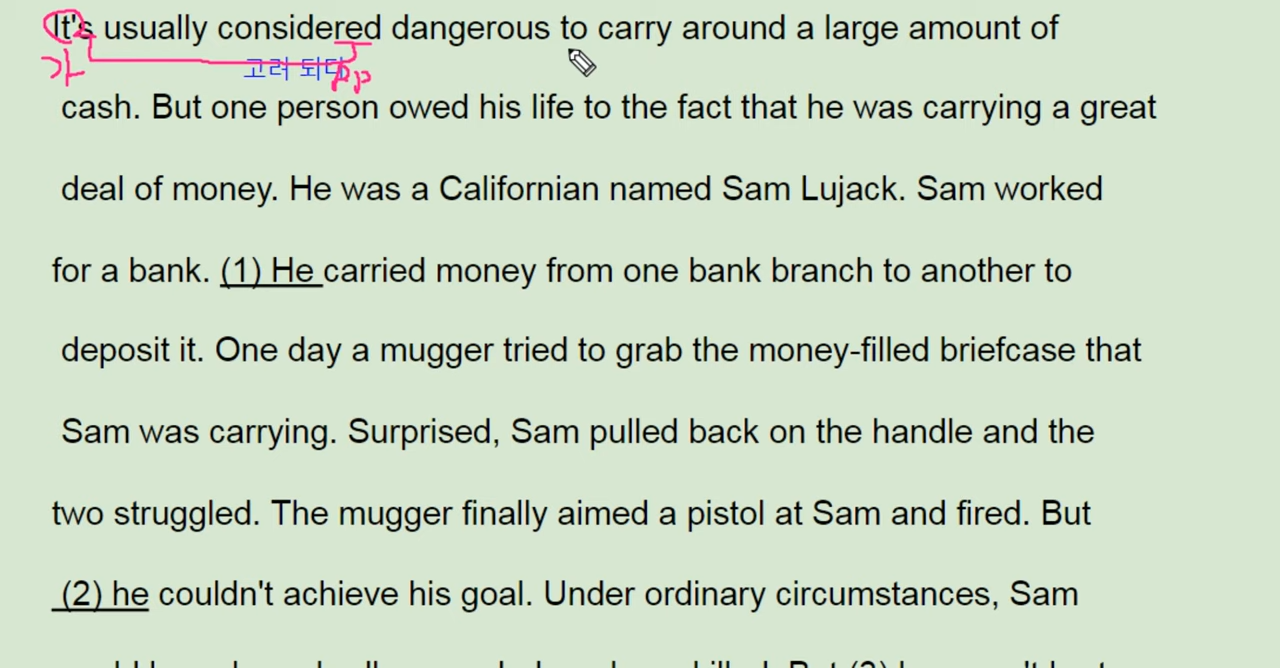 It's usually considered dangerous to carry around a large amount of
가 고려 되다 p.p
cash. But one person owed his life to the fact that he was carrying a great
deal of money. He was a Californian named Sam Lujack. Sam worked
for a bank. (1) He carried money from one bank branch to another to
deposit it. One day a mugger tried to grab the money-filled briefcase that
Sam was carrying. Surprised, Sam pulled back on the handle and the
two struggled. The mugger finally aimed a pistol at Sam and fired. But
(2) he couldn't achieve his goal. Under ordinary circumstances, Sam